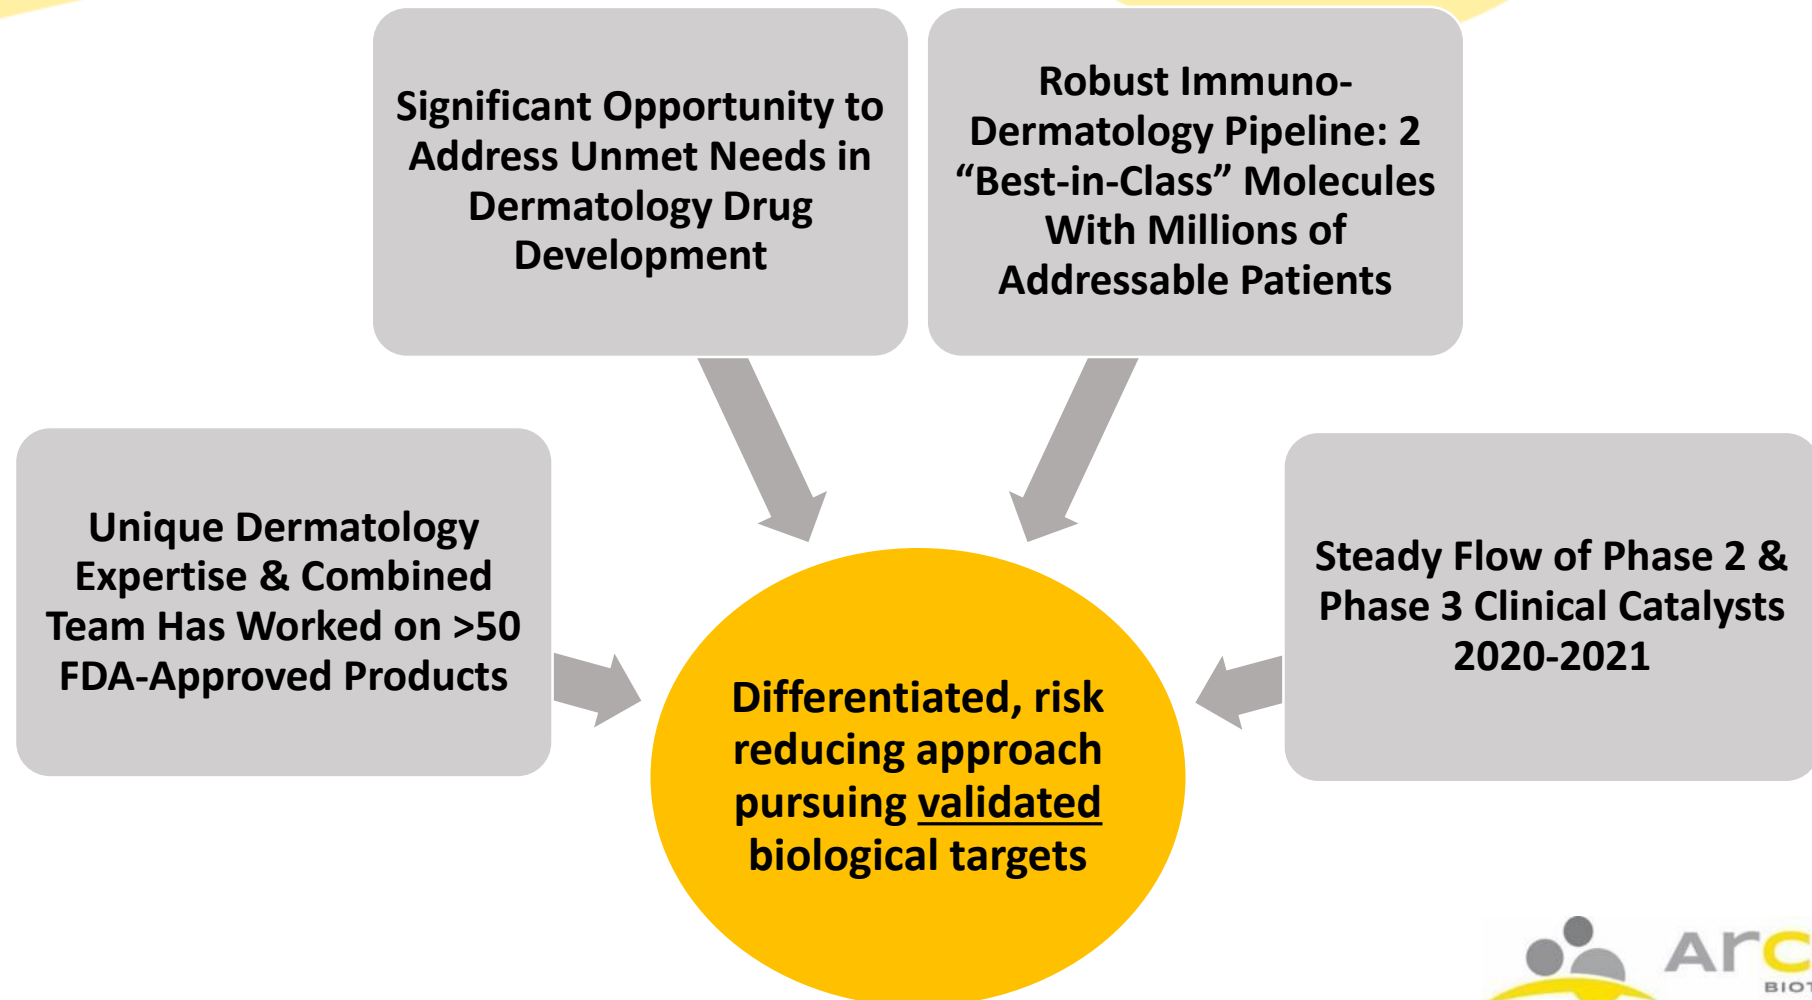 Significant Opportunity to
Address Unmet Needs in
Dermatology Drug
Development
Robust Immuno-
Dermatology Pipeline: 2
“Best-in-Class” Molecules
With Millions of
Addressable Patients
Unique Dermatology
Expertise & Combined
Team Has Worked on >50
FDA-Approved Products
Steady Flow of Phase 2 &
Phase 3 Clinical Catalysts
2020-2021
Differentiated, risk
reducing approach
pursuing validated
biological targets